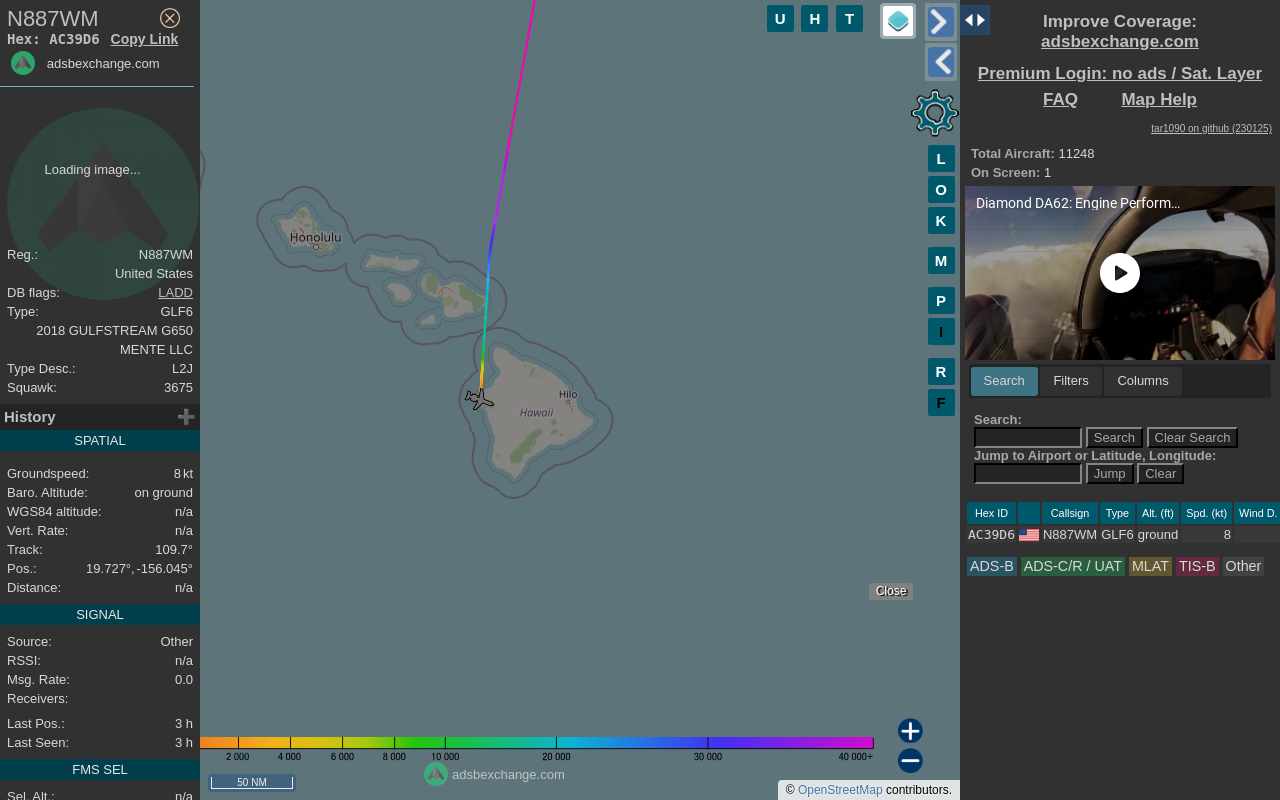 N887WM
Hex: AC39D6 Copy Link
adsbexchange.com
Loading image...
Reg.: N887WM
United States
DB flags: LADD
Type: GLF6
2018 GULFSTREAM G650
MENTE LLC
Type Desc.: L2J
Squawk: 3675
History
SPATIAL
Groundspeed: 8 kt
Baro. Altitude: on ground
WGS84 altitude: n/a
Vert. Rate: n/a
Track: 109.7°
Pos.: 19.727°, -156.045°
Distance: n/a
SIGNAL
Source: Other
RSSI: n/a
Msg. Rate: 0.0
Receivers:
Last Pos.: 3 h
Last Seen: 3 h
FMS SEL
Sel. Alt.: n/a
U H T
L
O
K
M
P
I
R
F
Honolulu
Hilo
Hawaii
Close
2 000 4 000 6 000 8 000 10 000 20 000 30 000 40 000+
adsbexchange.com
50 NM
© OpenStreetMap contributors.
Improve Coverage:
adsbexchange.com
Premium Login: no ads / Sat. Layer
FAQ Map Help
tar1090 on github (230125)
Total Aircraft: 11248
On Screen: 1
Diamond DA62: Engine Perform...
Search Filters Columns
Search:
Search Clear Search
Jump to Airport or Latitude, Longitude:
Jump Clear
Hex ID Callsign Type Alt. (ft) Spd. (kt) Wind D.
AC39D6 N887WM GLF6 ground 8
ADS-B ADS-C/R / UAT MLAT TIS-B Other